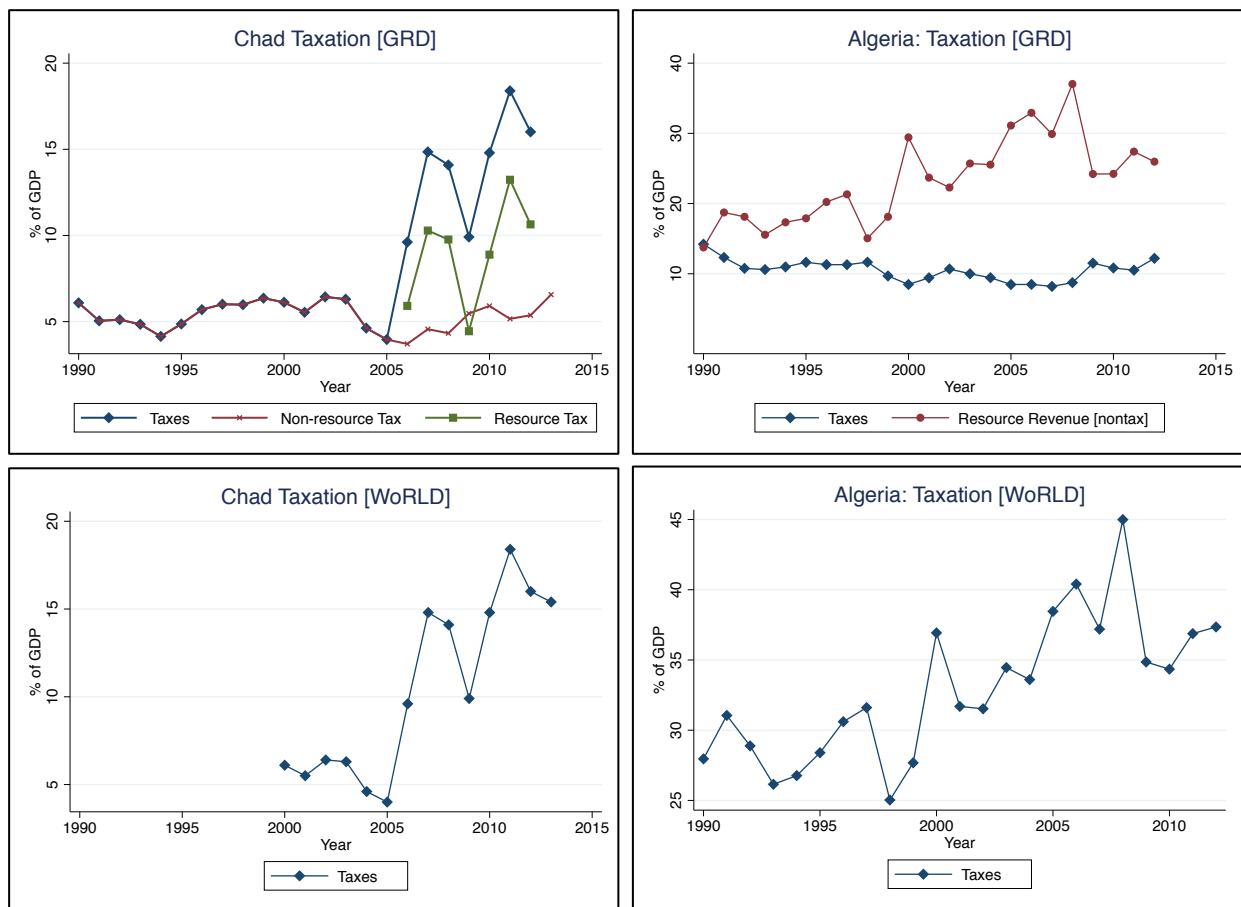 Chad Taxation [GRD]
% of GDP
20
15
10
5
1990 1995 2000 2005 2010 2015
Year
Taxes Non-resource Tax Resource Tax
Algeria: Taxation [GRD]
% of GDP
40
30
20
10
1990 1995 2000 2005 2010 2015
Year
Taxes Resource Revenue [nontax]
Chad Taxation [WoRLD]
% of GDP
20
15
10
5
1990 1995 2000 2005 2010 2015
Year
Taxes
Algeria: Taxation [WoRLD]
% of GDP
45
40
35
30
25
1990 1995 2000 2005 2010
Year
Taxes